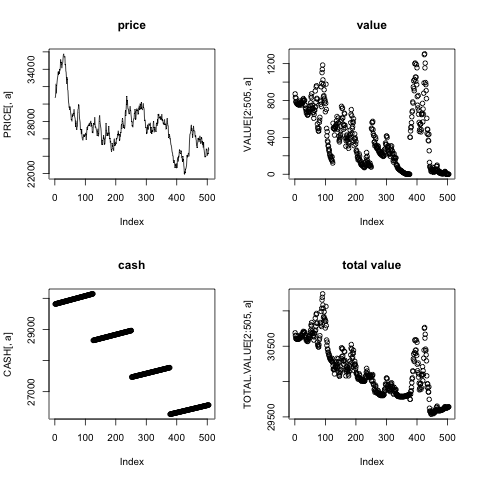 price
PRICE[, a]
22000 28000 34000
0 100 200 300 400 500
Index
value
VALUE[2:505, a]
0 400 800 1200
0 100 200 300 400 500
Index
cash
CASH[, a]
27000 29000
0 100 200 300 400 500
Index
total value
TOTAL.VALUE[2:505, a]
29500 30500
0 100 200 300 400 500
Index